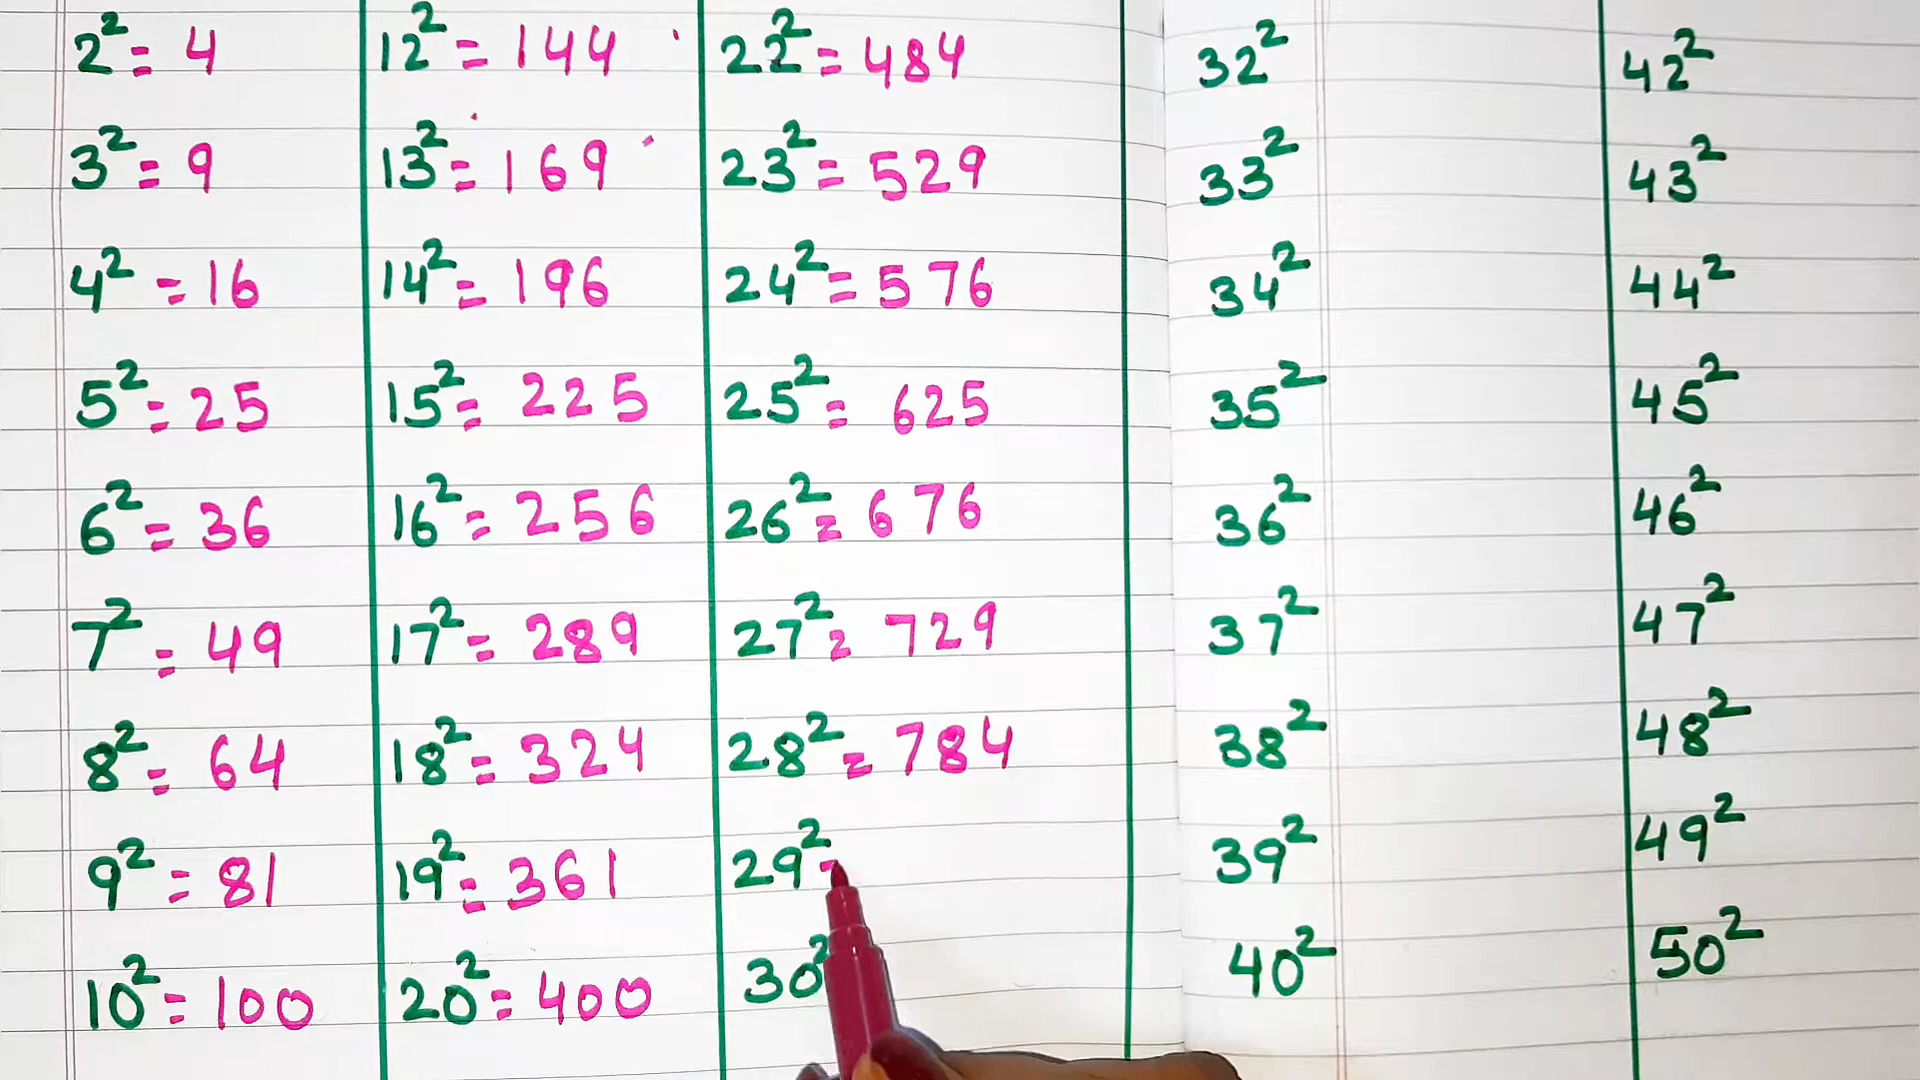 2² = 4
3² = 9
4² = 16
5² = 25
6² = 36
7² = 49
8² = 64
9² = 81
10² = 100
12² = 144
13² = 169
14² = 196
15² = 225
16² = 256
17² = 289
18² = 324
19² = 361
20² = 400
22² = 484
23² = 529
24² = 576
25² = 625
26² = 676
27² = 729
28² = 784
29² =
30²
32²
33²
34²
35²
36²
37²
38²
39²
40²
42²
43²
44²
45²
46²
47²
48²
49²
50²